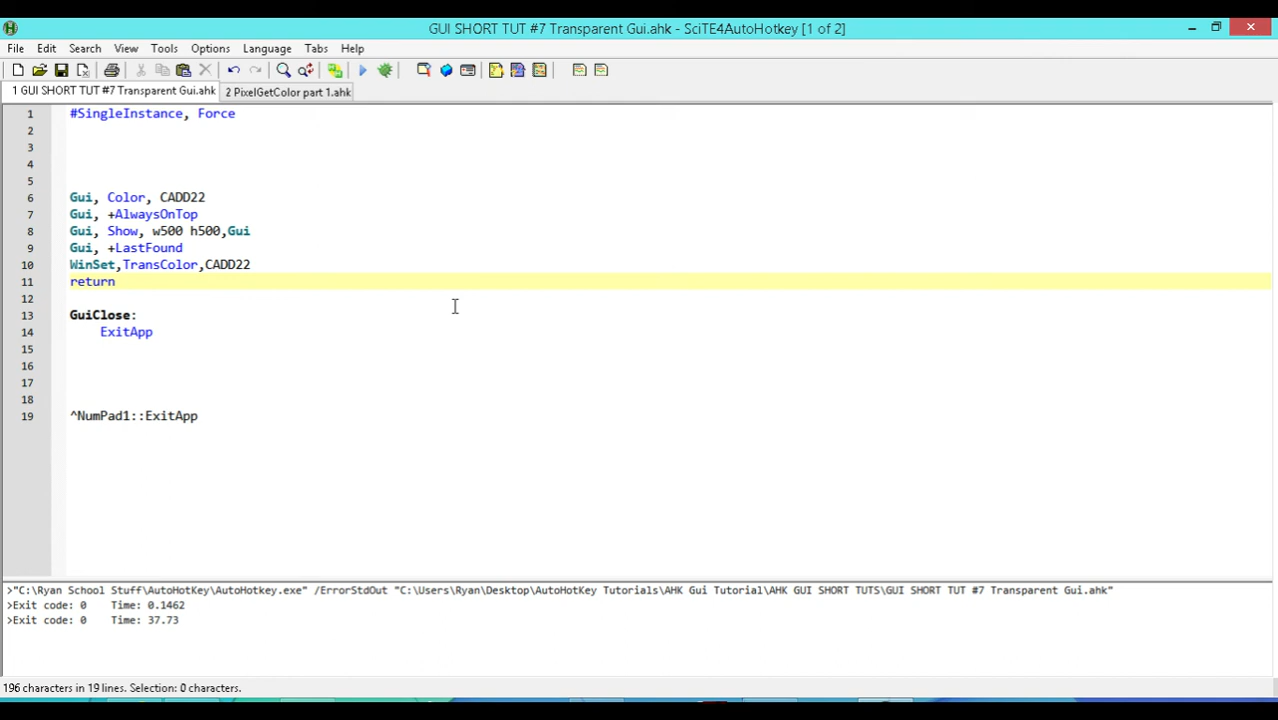 GUI SHORT TUT #7 Transparent Gui.ahk - SciTE4AutoHotkey [1 of 2]
File Edit Search View Tools Options Language Tabs Help
1 GUI SHORT TUT #7 Transparent Gui.ahk 2 PixelGetColor part 1.ahk
1 #SingleInstance, Force
2
3
4
5
6 Gui, Color, CADD22
7 Gui, +AlwaysOnTop
8 Gui, Show, w500 h500,Gui
9 Gui, +LastFound
10 WinSet,TransColor,CADD22
11 return
12
13 GuiClose:
14 ExitApp
15
16
17
18
19 ^NumPad1::ExitApp
>"C:\Ryan School Stuff\AutoHotKey\AutoHotkey.exe" /ErrorStdOut "C:\Users\Ryan\Desktop\AutoHotKey Tutorials\AHK Gui Tutorial\AHK GUI SHORT TUTS\GUI SHORT TUT #7 Transparent Gui.ahk"
>Exit code: 0 Time: 0.1462
>Exit code: 0 Time: 37.73
196 characters in 19 lines. Selection: 0 characters.